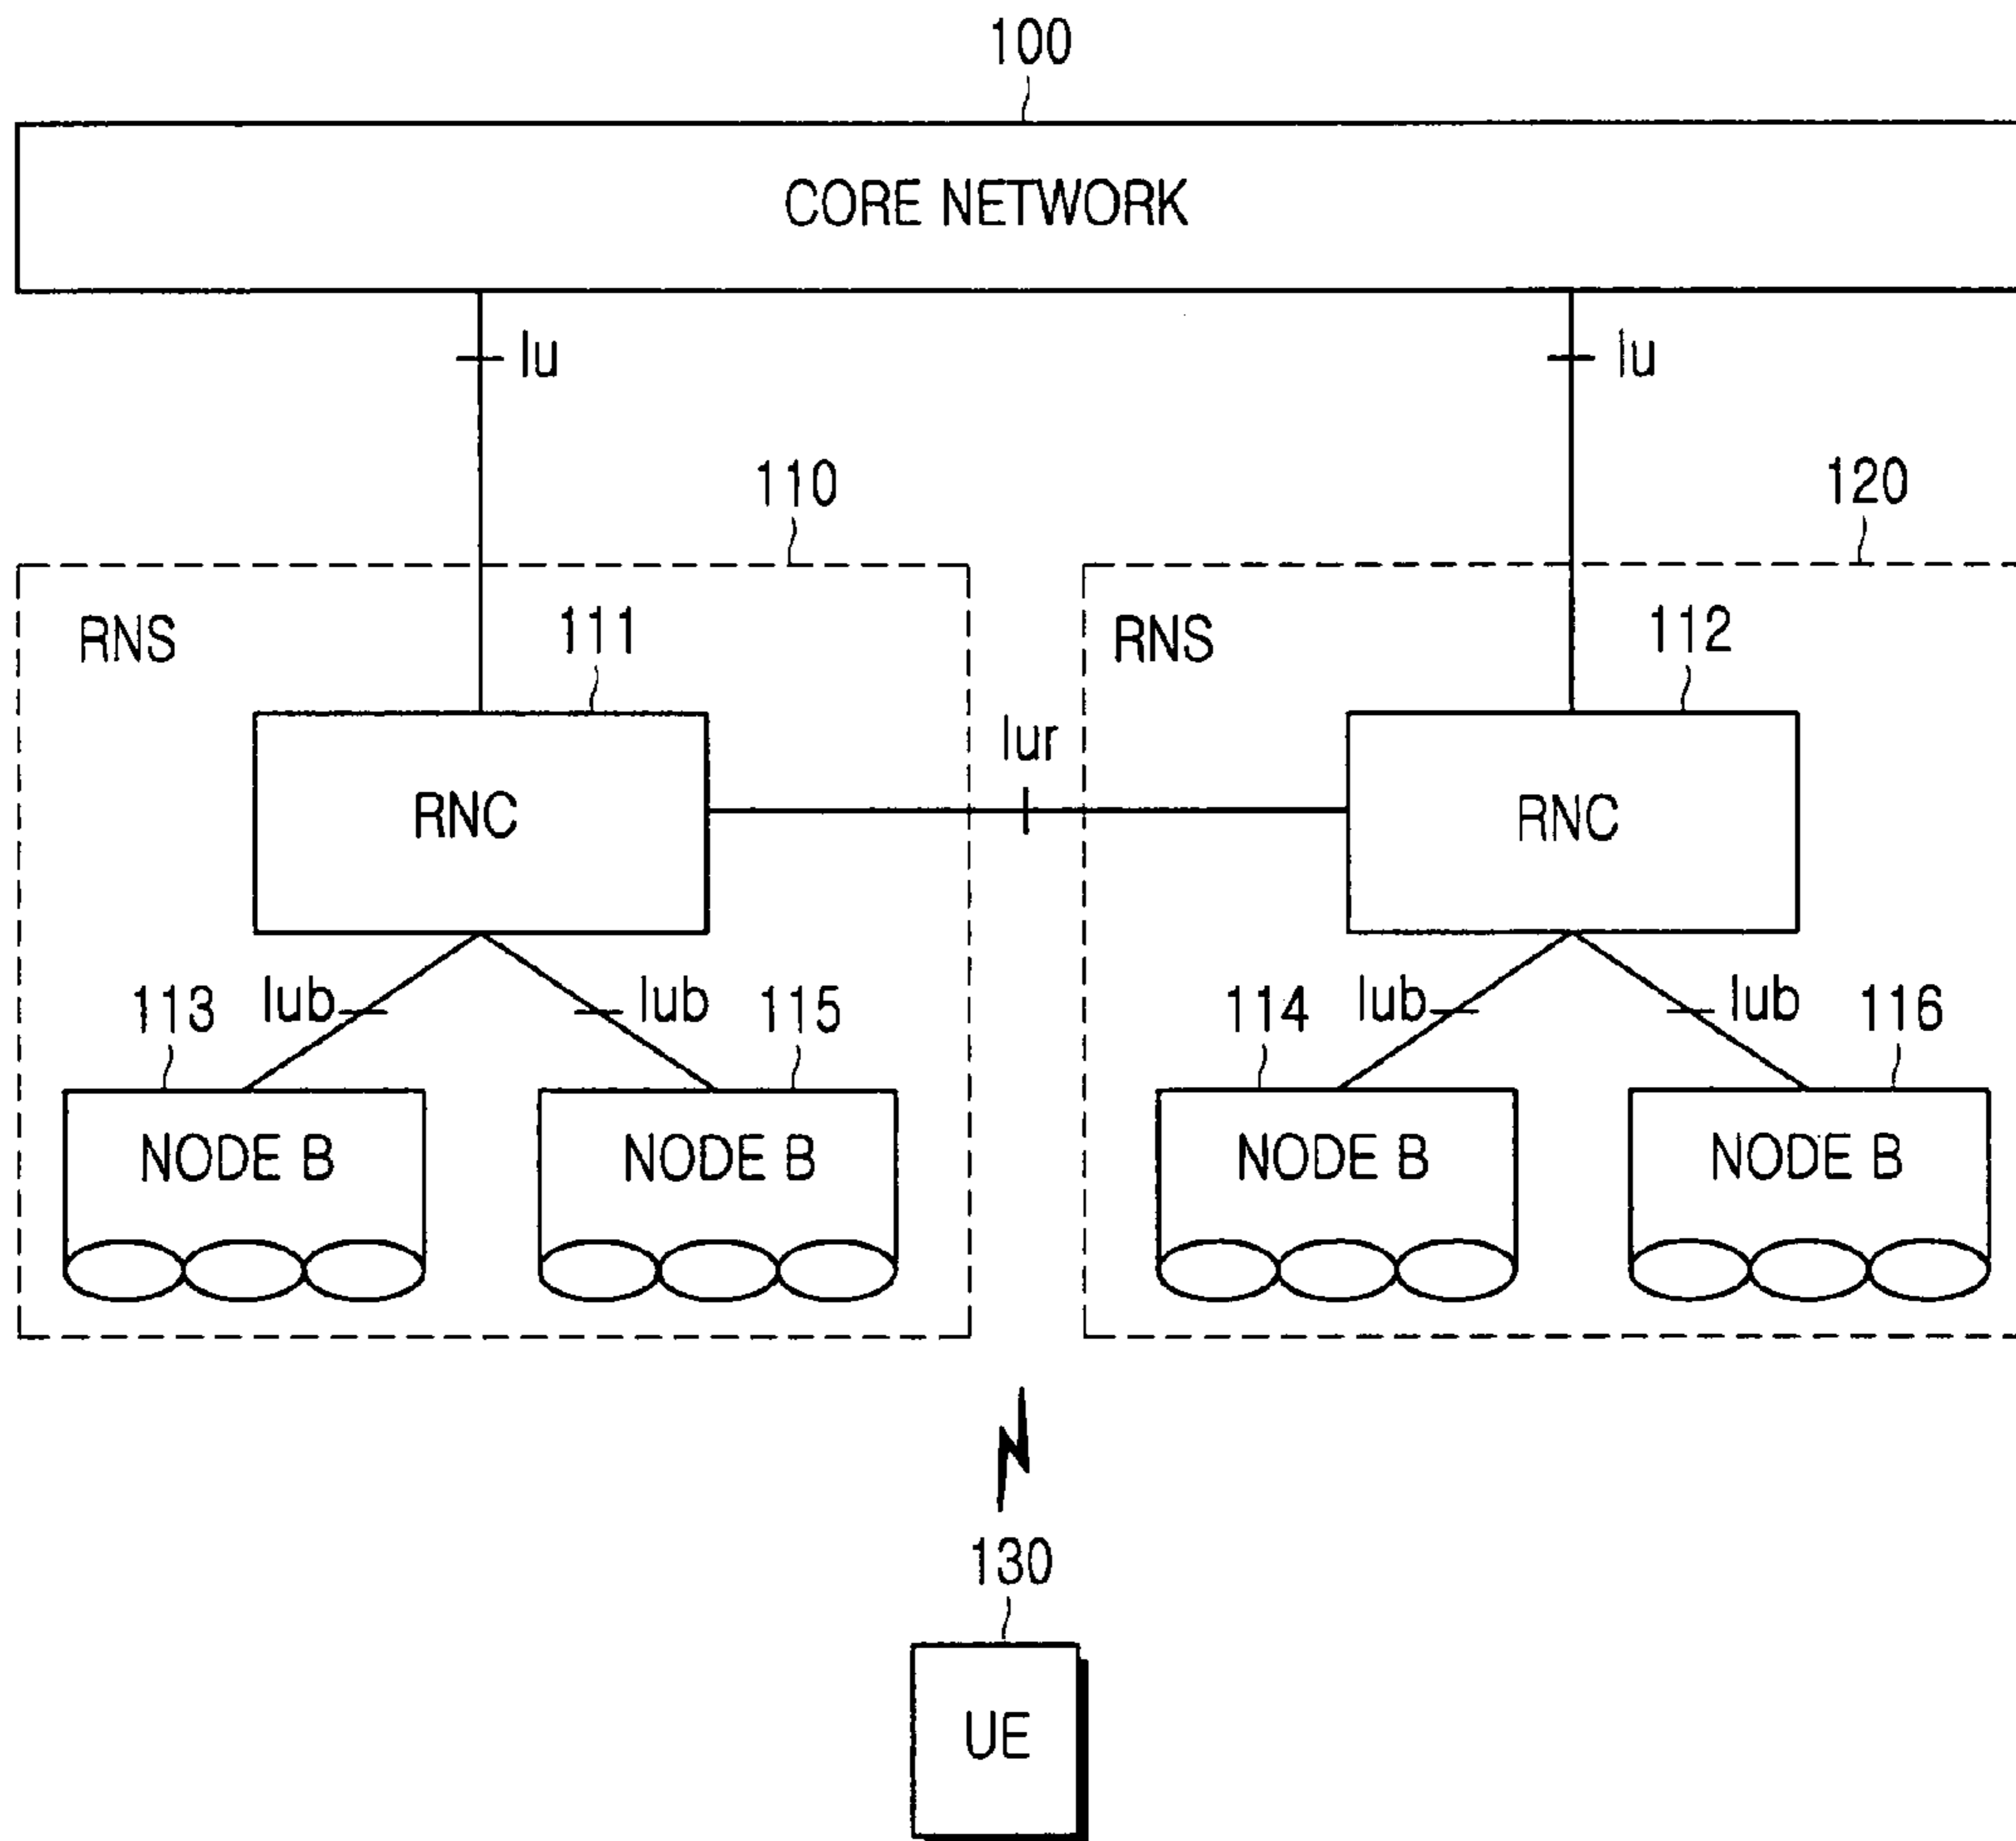 100
CORE NETWORK
Iu
Iu
110
120
RNS
111
RNS
112
Iur
RNC
RNC
113
Iub
Iub
115
114
Iub
Iub
116
NODE B
NODE B
NODE B
NODE B
130
UE